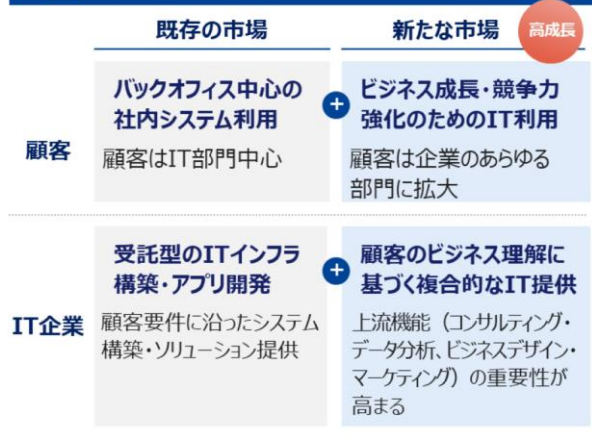 既存の市場
新たな市場
高成長
顧客
バックオフィス中心の
社内システム利用
顧客はIT部門中心
+
ビジネス成長・競争力
強化のためのIT利用
顧客は企業のあらゆる
部門に拡大
IT企業
受託型のITインフラ
構築・アプリ開発
顧客要件に沿ったシステム
構築・ソリューション提供
+
顧客のビジネス理解に
基づく複合的なIT提供
上流機能（コンサルティング・
データ分析、ビジネスデザイン・
マーケティング）の重要性が
高まる